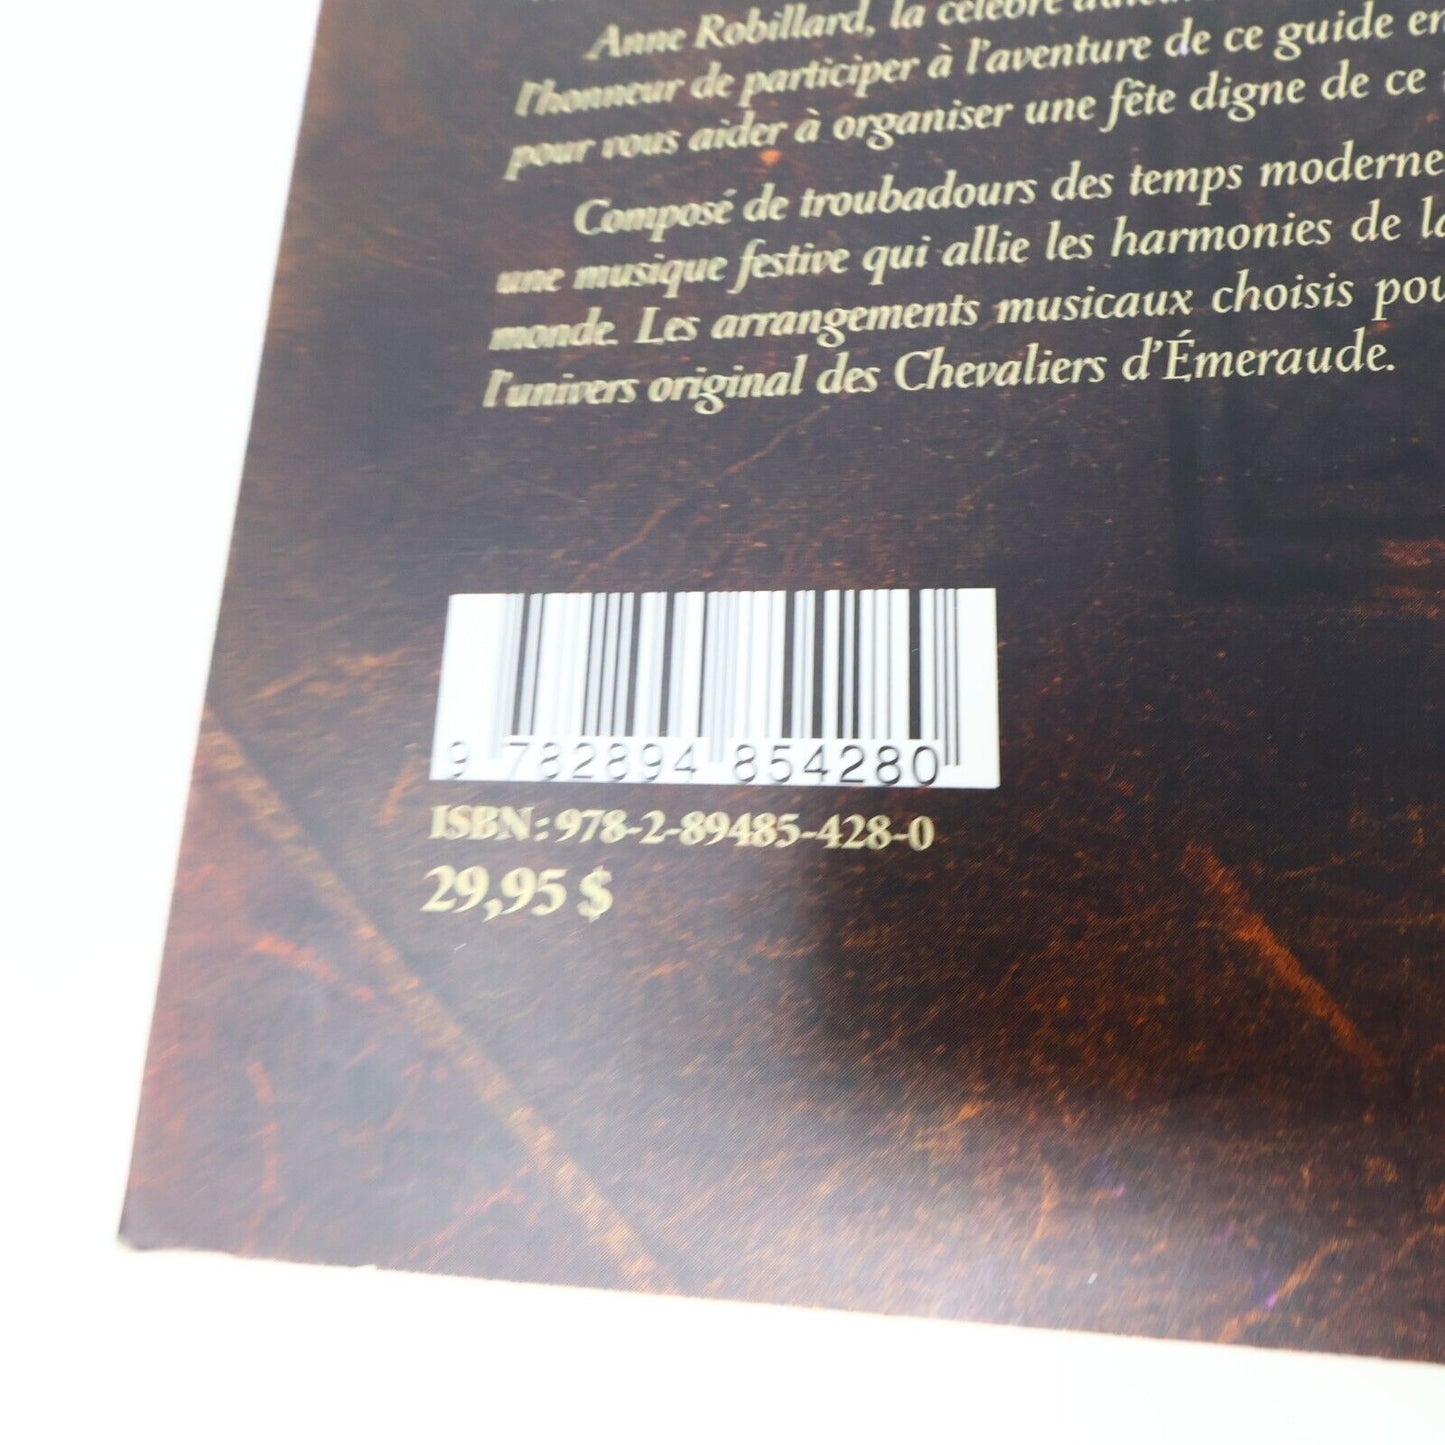 Anne Robillard, la célèbre
l'honneur de participer à l'aventure de ce guide en
pour vous aider à organiser une fête digne de ce
Composé de troubadours des temps moderne
une musique festive qui allie les harmonies de la
monde. Les arrangements musicaux choisis pou
l'univers original des Chevaliers d'Émeraude.
9 782894 854280
ISBN: 978-2-89485-428-0
29,95 $